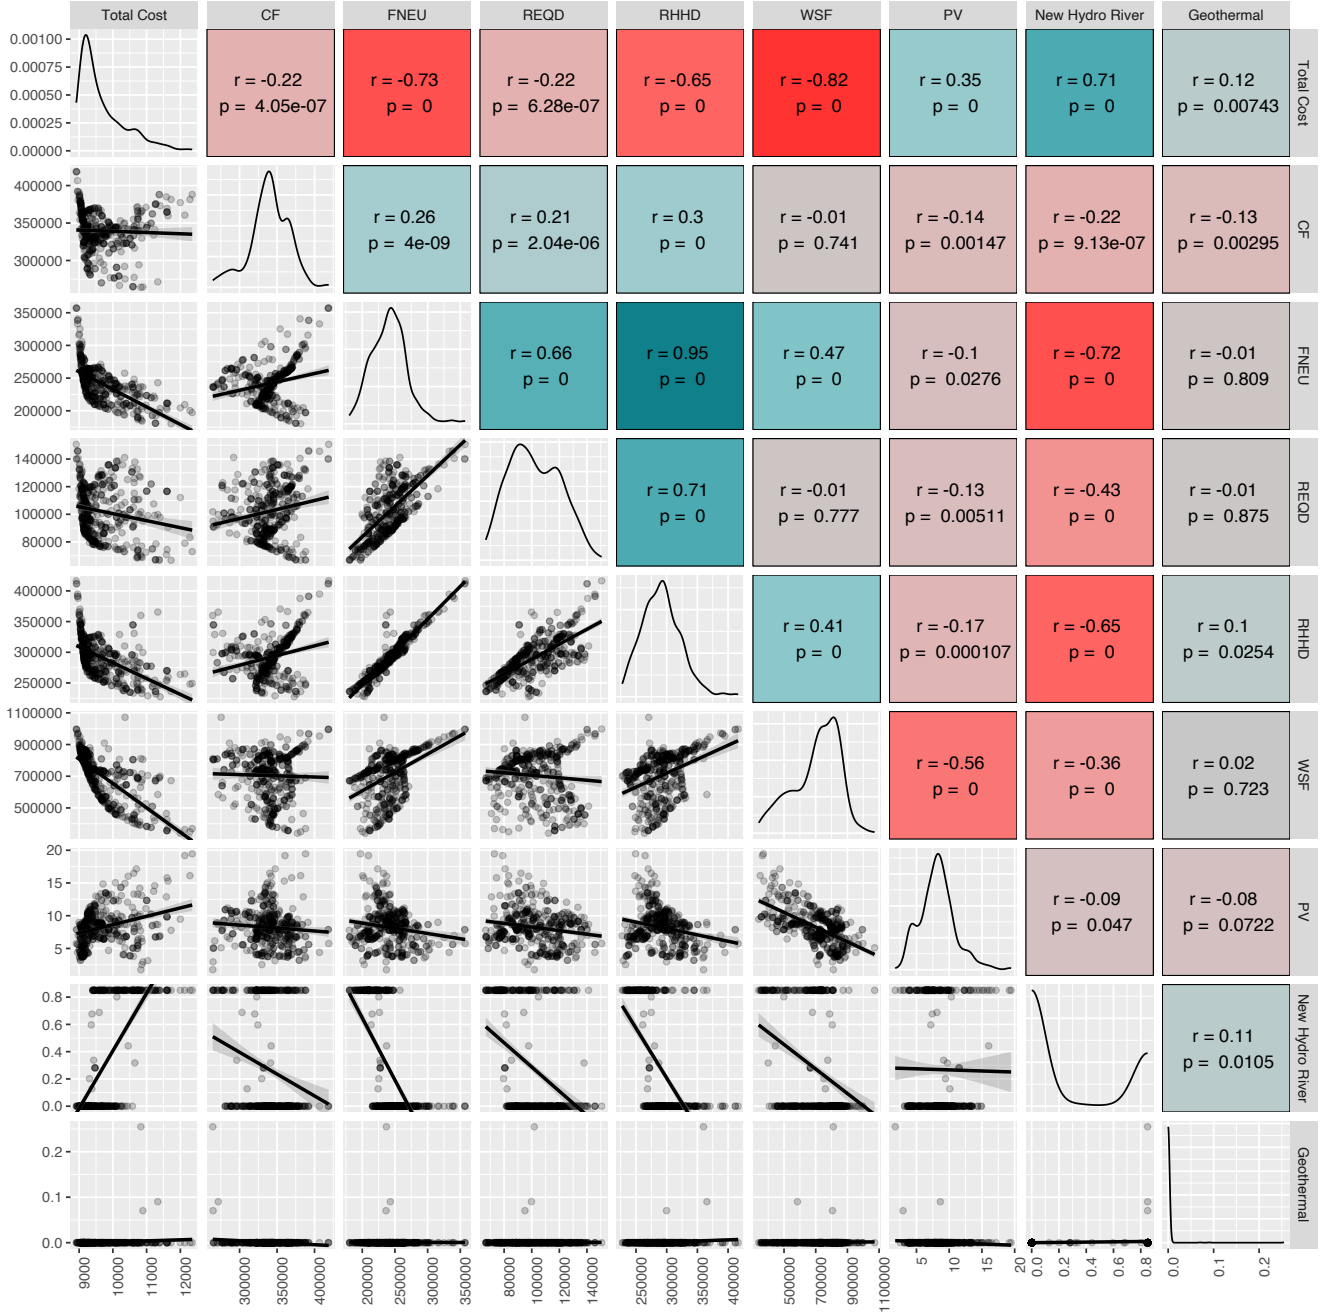 Total Cost CF FNEU REQD RHHD WSF PV New Hydro River Geothermal
0.00100
0.00075
0.00050
0.00025
0.00000
r = -0.22 r = -0.73 r = -0.22 r = -0.65 r = -0.82 r = 0.35 r = 0.71 r = 0.12
p = 4.05e-07 p = 0 p = 6.28e-07 p = 0 p = 0 p = 0 p = 0 p = 0.00743
Total Cost
400000
350000
300000
r = 0.26 r = 0.21 r = 0.3 r = -0.01 r = -0.14 r = -0.22 r = -0.13
p = 4e-09 p = 2.04e-06 p = 0 p = 0.741 p = 0.00147 p = 9.13e-07 p = 0.00295
CF
350000
300000
250000
200000
r = 0.66 r = 0.95 r = 0.47 r = -0.1 r = -0.72 r = -0.01
p = 0 p = 0 p = 0 p = 0.0276 p = 0 p = 0.809
FNEU
140000
120000
100000
80000
r = 0.71 r = -0.01 r = -0.13 r = -0.43 r = -0.01
p = 0 p = 0.777 p = 0.00511 p = 0 p = 0.875
REQD
400000
350000
300000
250000
r = 0.41 r = -0.17 r = -0.65 r = 0.1
p = 0 p = 0.000107 p = 0 p = 0.0254
RHHD
1100000
900000
700000
500000
r = -0.56 r = -0.36 r = 0.02
p = 0 p = 0 p = 0.723
WSF
20
15
10
5
r = -0.09 r = -0.08
p = 0.047 p = 0.0722
PV
0.8
0.6
0.4
0.2
0.0
r = 0.11
p = 0.0105
New Hydro River
0.2
0.1
0.0
Geothermal
9000 10000 11000 12000 300000 350000 400000 200000 250000 300000 350000 80000 100000 120000 140000 250000 300000 350000 400000 500000 700000 900000 1100000 5 10 15 20 0.0 0.2 0.4 0.6 0.8 0.0 0.1 0.2